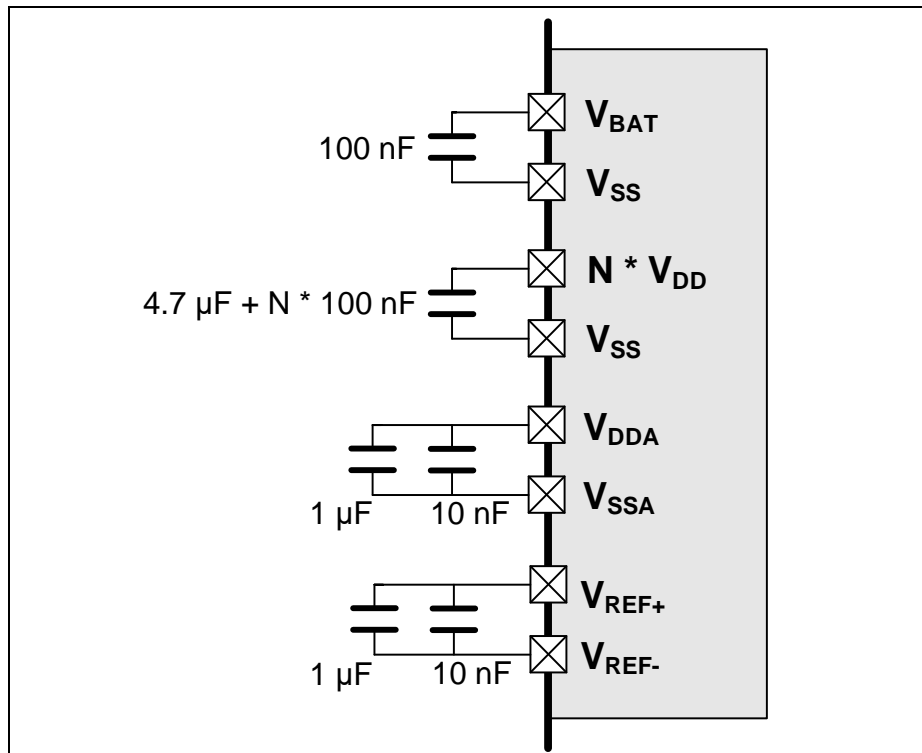 V_BAT
100 nF
V_SS
N * V_DD
4.7 µF + N * 100 nF
V_SS
V_DDA
1 µF 10 nF
V_SSA
V_REF+
1 µF 10 nF
V_REF-